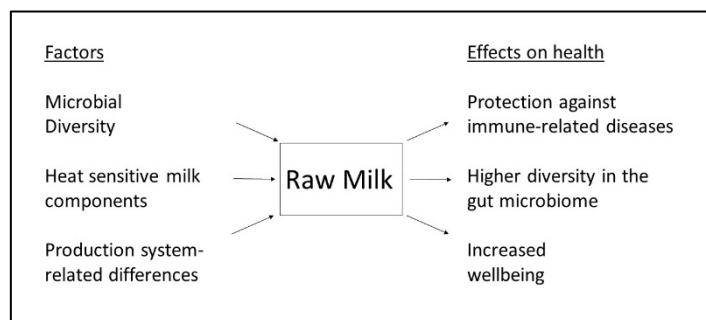 Factors
Microbial
Diversity
Heat sensitive milk
components
Production system-
related differences
Raw Milk
Effects on health
Protection against
immune-related diseases
Higher diversity in the
gut microbiome
Increased
wellbeing